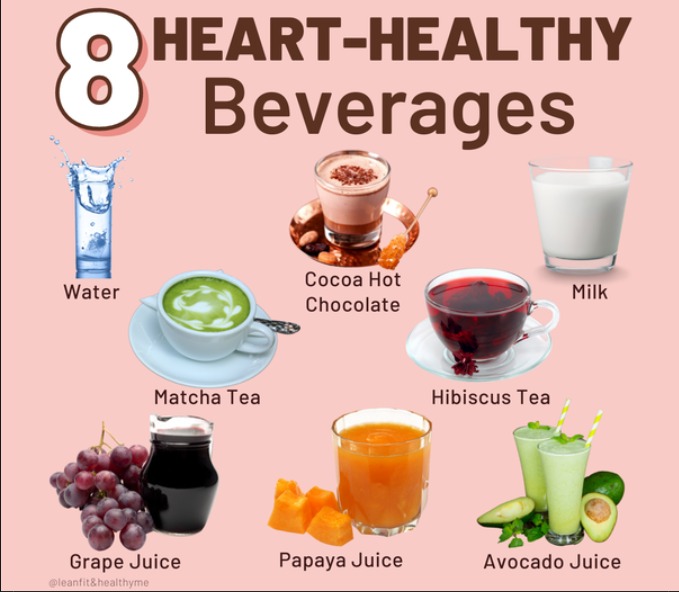 8 HEART-HEALTHY
Beverages
Water
Cocoa Hot
Chocolate
Milk
Matcha Tea
Hibiscus Tea
Grape Juice
Papaya Juice
Avocado Juice
@leanfit&healthyme